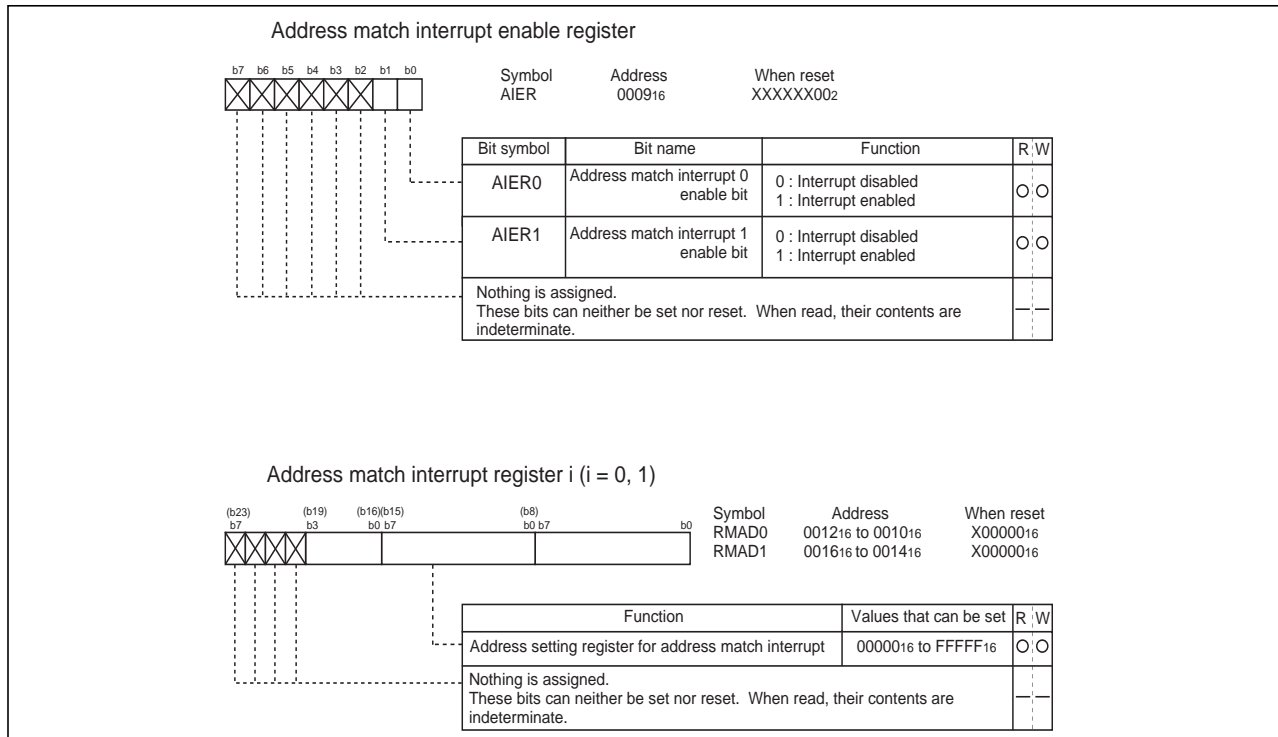 Address match interrupt enable register
b7 b6 b5 b4 b3 b2 b1 b0
Symbol Address When reset
AIER 000916 XXXXXX002
Bit symbol Bit name Function R W
AIER0 Address match interrupt 0 enable bit 0 : Interrupt disabled
1 : Interrupt enabled
AIER1 Address match interrupt 1 enable bit 0 : Interrupt disabled
1 : Interrupt enabled
Nothing is assigned.
These bits can neither be set nor reset. When read, their contents are
indeterminate.
Address match interrupt register i (i = 0, 1)
(b23) (b19) (b16)(b15) (b8)
b7 b3 b0 b7 b0 b7 b0
Symbol Address When reset
RMAD0 001216 to 001016 X0000016
RMAD1 001616 to 001416 X0000016
Function Values that can be set R W
Address setting register for address match interrupt 0000016 to FFFFF16
Nothing is assigned.
These bits can neither be set nor reset. When read, their contents are
indeterminate.